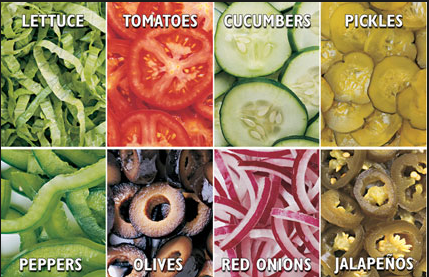 LETTUCE
TOMATOES
CUCUMBERS
PICKLES
PEPPERS
OLIVES
RED ONIONS
JALAPEÑOS